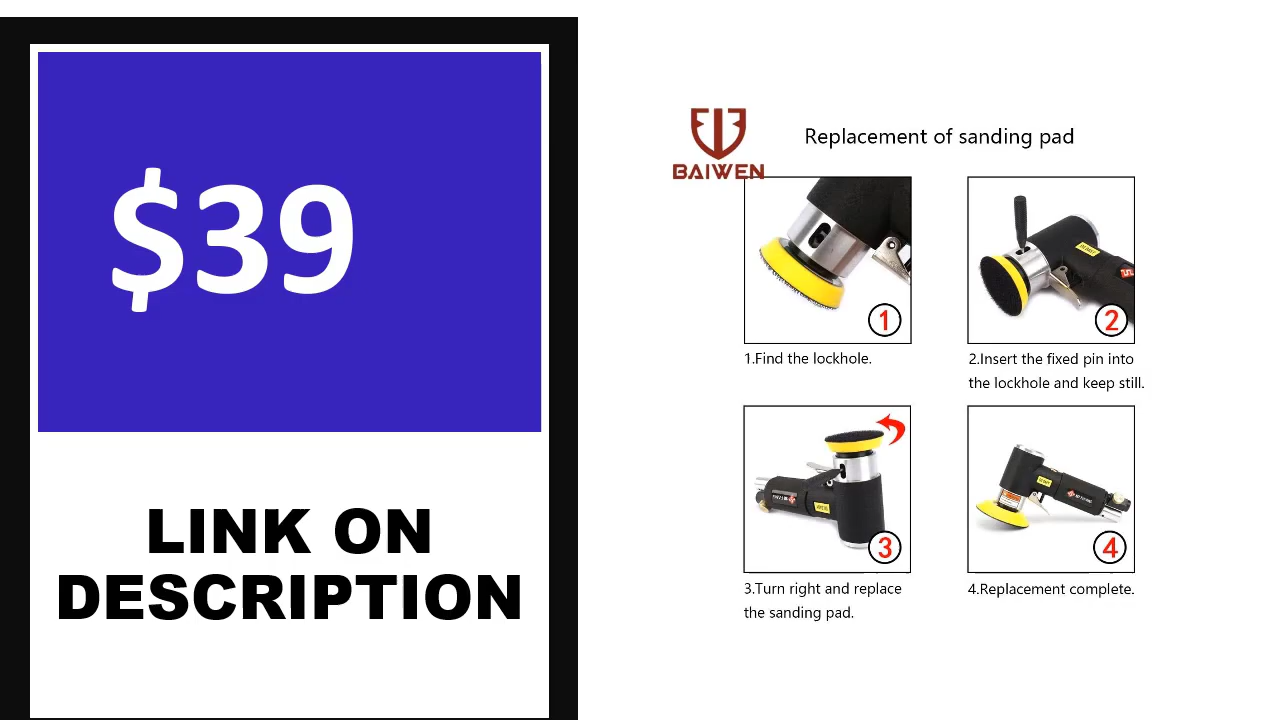 $39
LINK ON
DESCRIPTION
BAIWEN
Replacement of sanding pad
1
1.Find the lockhole.
2
2.Insert the fixed pin into
the lockhole and keep still.
3
3.Turn right and replace
the sanding pad.
4
4.Replacement complete.